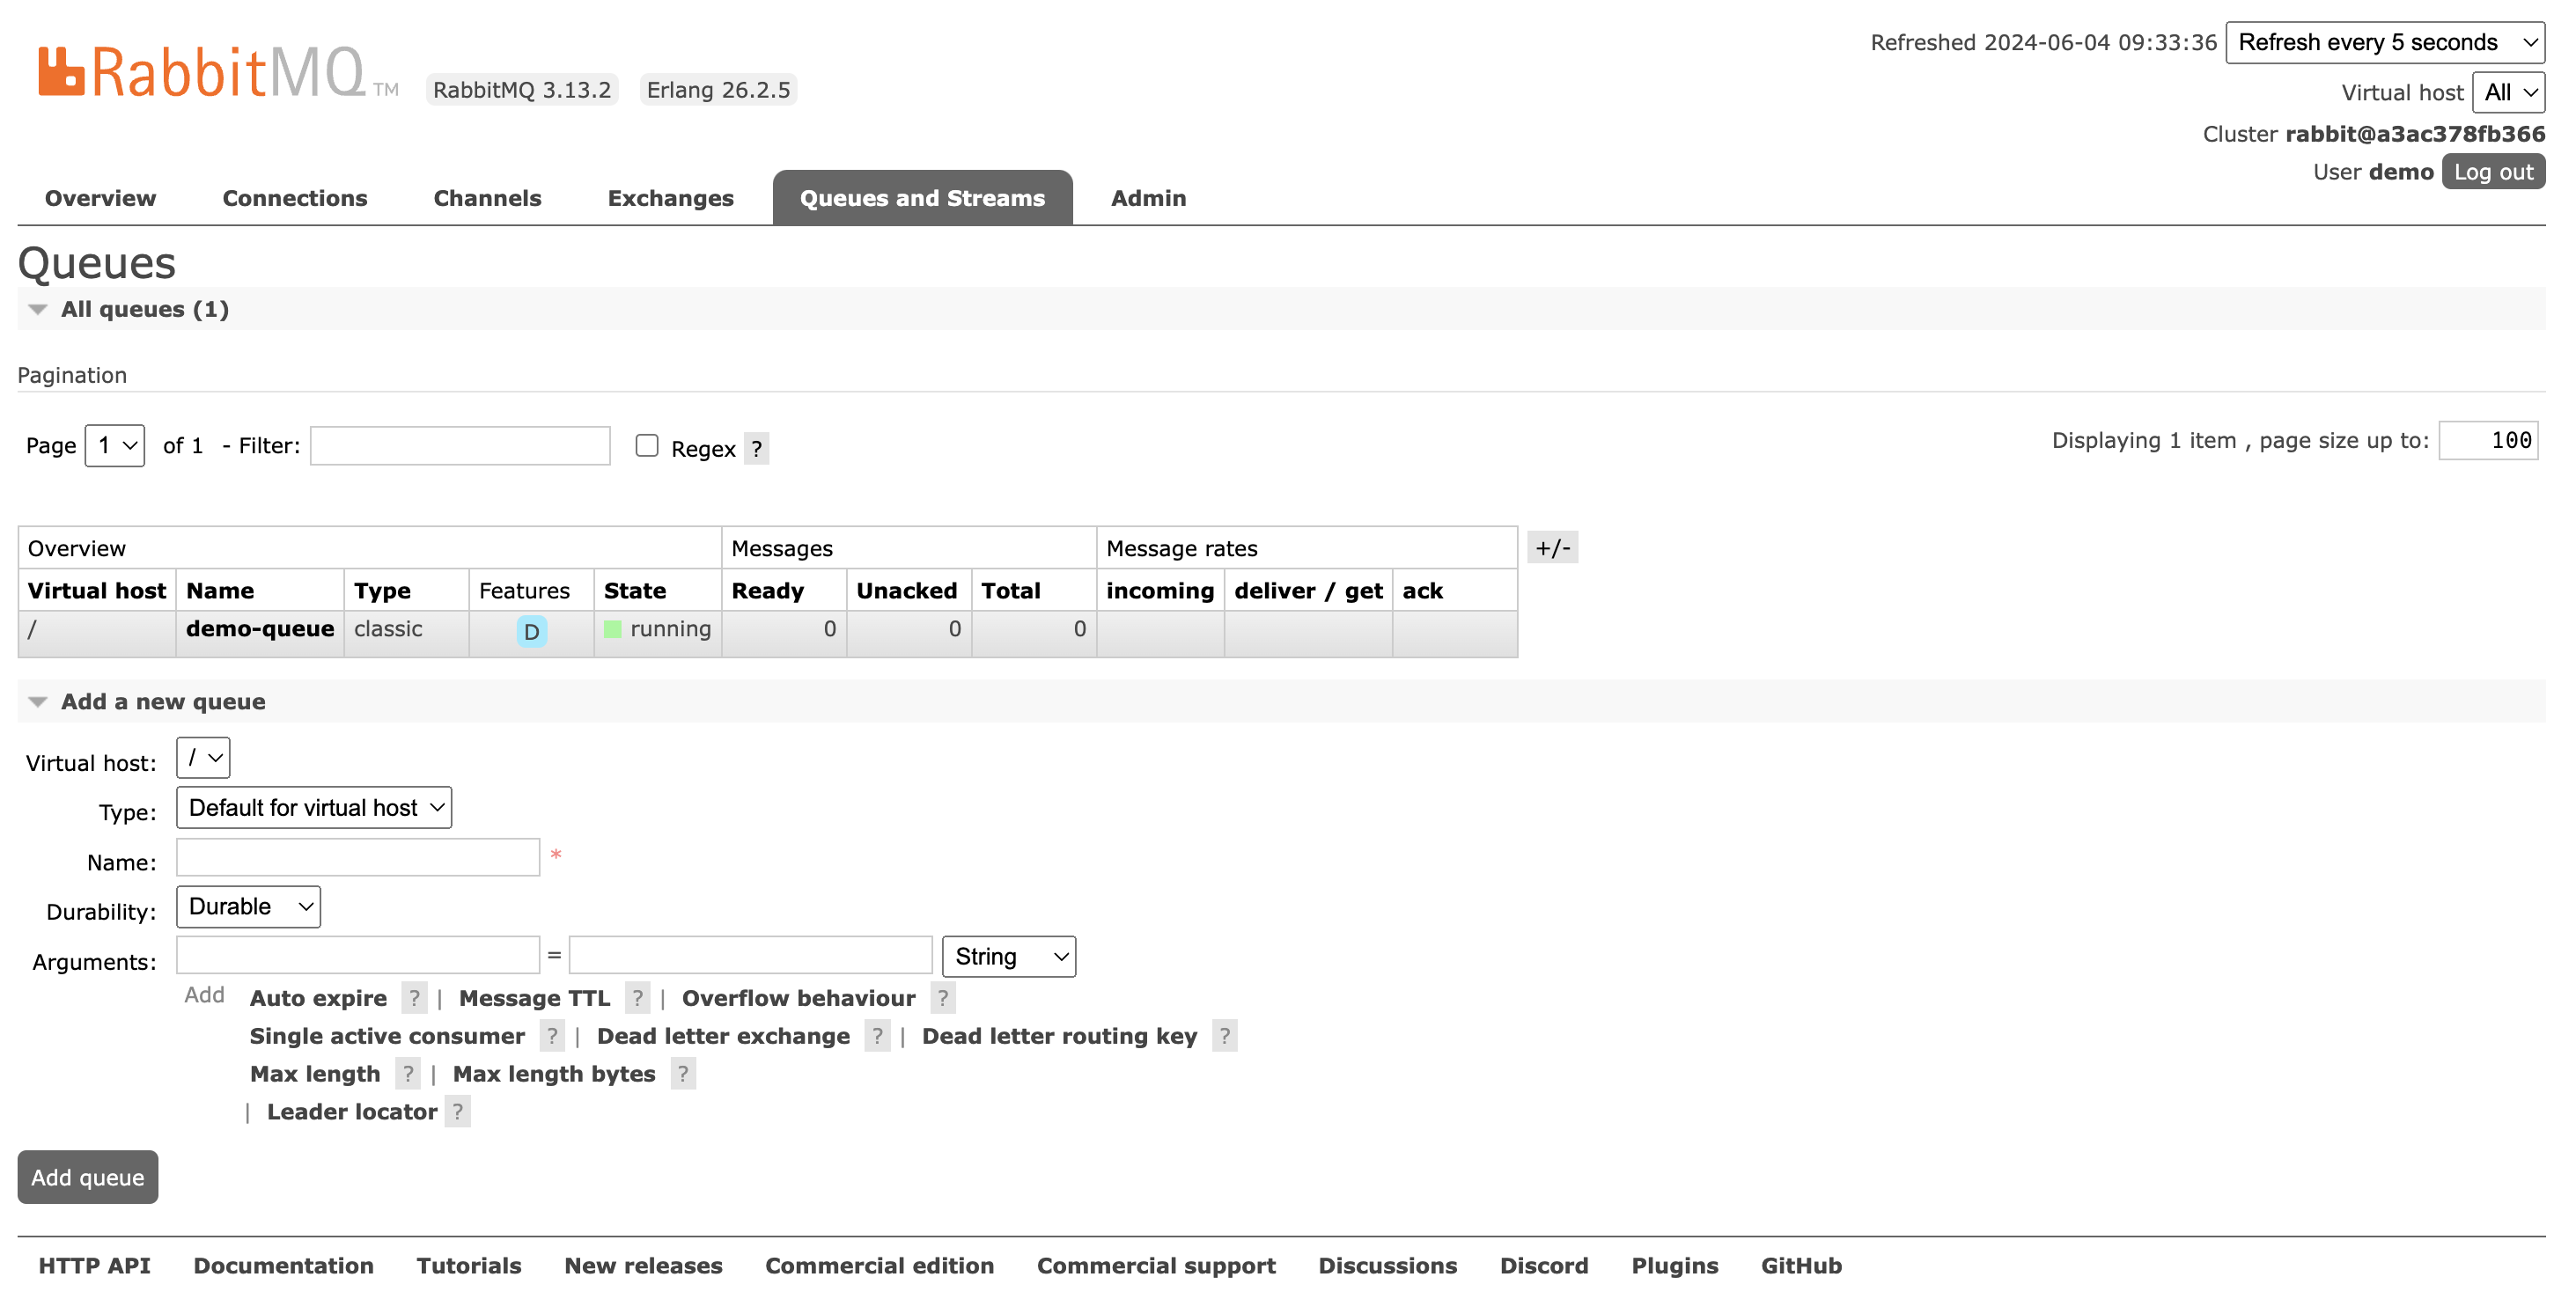 RabbitMQ TM RabbitMQ 3.13.2 Erlang 26.2.5
Refreshed 2024-06-04 09:33:36 Refresh every 5 seconds
Virtual host All
Cluster rabbit@a3ac378fb366
User demo Log out
Overview Connections Channels Exchanges Queues and Streams Admin
Queues
All queues (1)
Pagination
Page 1 of 1 - Filter: Regex ? Displaying 1 item , page size up to: 100
Overview Messages Message rates +/-
Virtual host Name Type Features State Ready Unacked Total incoming deliver / get ack
/ demo-queue classic D running 0 0 0
Add a new queue
Virtual host: /
Type: Default for virtual host
Name: *
Durability: Durable
Arguments: = String
Add Auto expire ? | Message TTL ? | Overflow behaviour ?
Single active consumer ? | Dead letter exchange ? | Dead letter routing key ?
Max length ? | Max length bytes ?
| Leader locator ?
Add queue
HTTP API Documentation Tutorials New releases Commercial edition Commercial support Discussions Discord Plugins GitHub